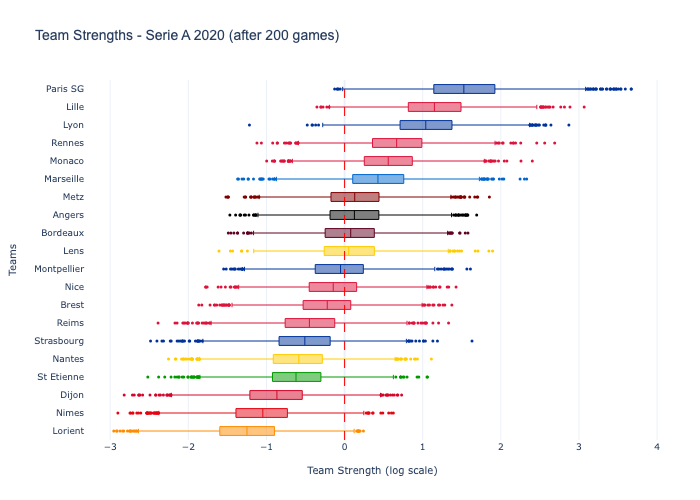 Team Strengths - Serie A 2020 (after 200 games)
Paris SG
Lille
Lyon
Rennes
Monaco
Marseille
Metz
Angers
Bordeaux
Lens
Montpellier
Nice
Brest
Reims
Strasbourg
Nantes
St Etienne
Dijon
Nimes
Lorient
Teams
−3 −2 −1 0 1 2 3 4
Team Strength (log scale)